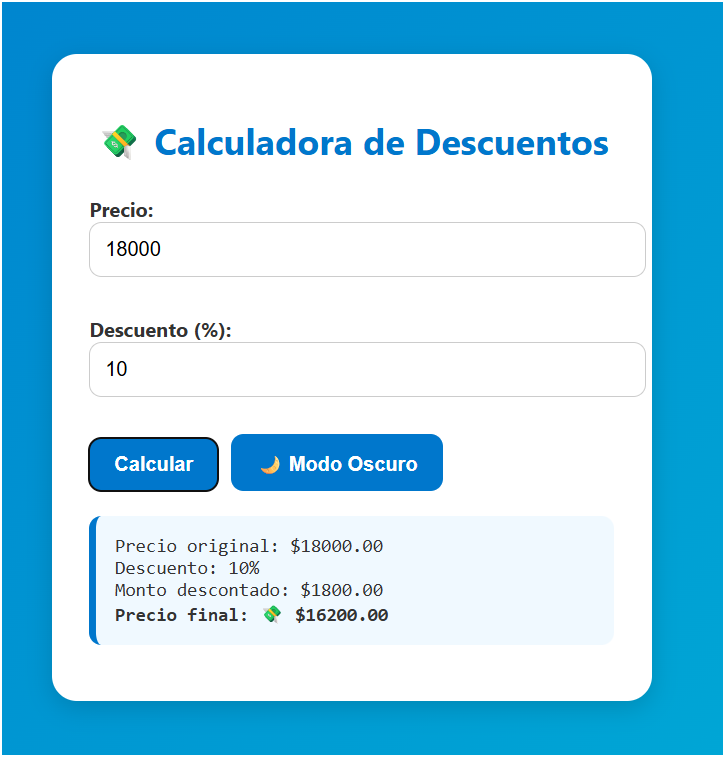 💸 Calculadora de Descuentos
Precio:
18000
Descuento (%):
10
Calcular
🌙 Modo Oscuro
Precio original: $18000.00
Descuento: 10%
Monto descontado: $1800.00
Precio final: 💸 $16200.00